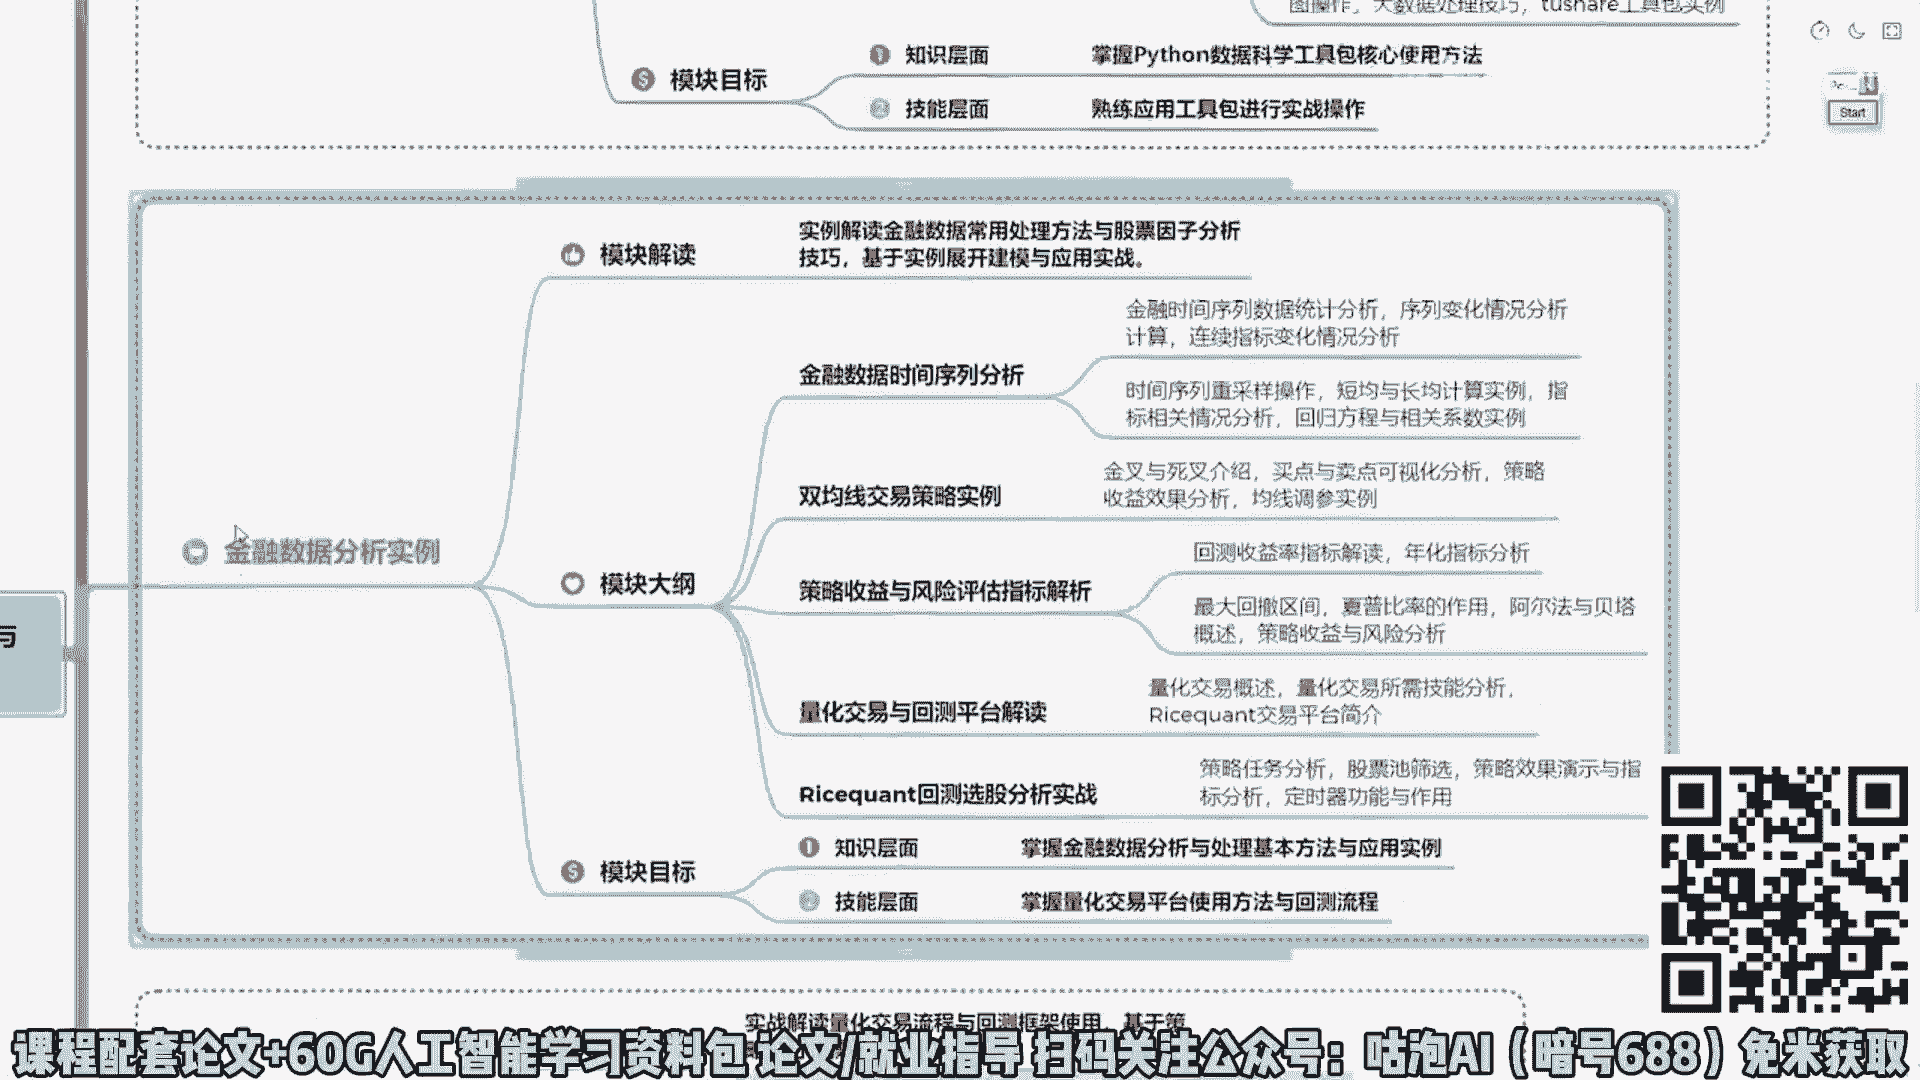 图操作，大数据处理技巧，tushare工具包实例
模块目标
知识层面
掌握Python数据科学工具包核心使用方法
技能层面
熟练应用工具包进行实战操作
Start
模块解读
实例解读金融数据常用处理方法与股票因子分析
技巧，基于实例展开建模与应用实战。
金融数据分析实例
模块大纲
金融数据时间序列分析
金融时间序列数据统计分析，序列变化情况分析
计算，连续指标变化情况分析
时间序列重采样操作，短均与长均计算实例，指
标相关情况分析，回归方程与相关系数实例
双均线交易策略实例
金叉与死叉介绍，买点与卖点可视化分析，策略
收益效果分析，均线调参实例
策略收益与风险评估指标解析
回测收益率指标解读，年化指标分析
最大回撤区间，夏普比率的作用，阿尔法与贝塔
概述，策略收益与风险分析
量化交易与回测平台解读
量化交易概述，量化交易所需技能分析，
Ricequant交易平台简介
Ricequant回测选股分析实战
策略任务分析，股票池筛选，策略效果演示与指
标分析，定时器功能与作用
模块目标
知识层面
掌握金融数据分析与处理基本方法与应用实例
技能层面
掌握量化交易平台使用方法与回测流程
与
实战解读量化交易流程与回测框架使用，基于策
课程配套论文+60G人工智能学习资料包 论文/就业指导 扫码关注公众号：咕泡AI（暗号688）免米获取